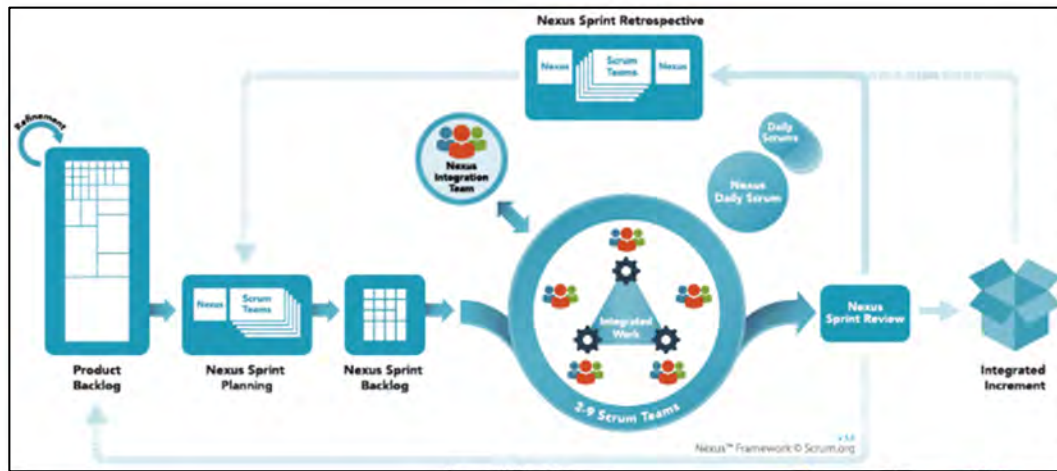 Nexus Sprint Retrospective
Nexus
Scrum
Teams
Nexus
Refinement
Nexus
Integration
Team
Daily
Scrums
Nexus
Daily Scrum
Nexus
Scrum
Teams
Integrated
Work
Nexus
Sprint Review
Product
Backlog
Nexus Sprint
Planning
Nexus Sprint
Backlog
2-9 Scrum Teams
Integrated
Increment
Nexus™ Framework © Scrum.org